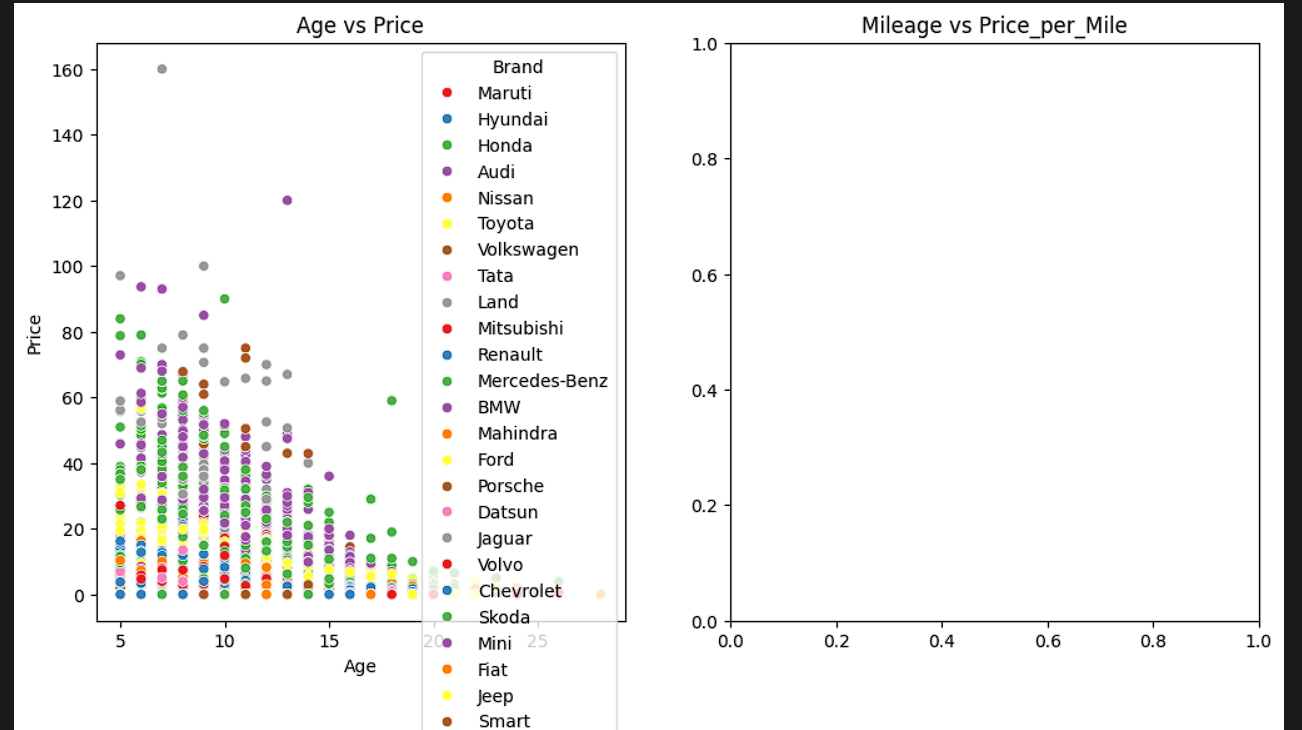 Age vs Price
Price
160
140
120
100
80
60
40
20
0
5
10
15
20
25
Age
Brand
Maruti
Hyundai
Honda
Audi
Nissan
Toyota
Volkswagen
Tata
Land
Mitsubishi
Renault
Mercedes-Benz
BMW
Mahindra
Ford
Porsche
Datsun
Jaguar
Volvo
Chevrolet
Skoda
Mini
Fiat
Jeep
Smart
Mileage vs Price_per_Mile
1.0
0.8
0.6
0.4
0.2
0.0
0.0
0.2
0.4
0.6
0.8
1.0